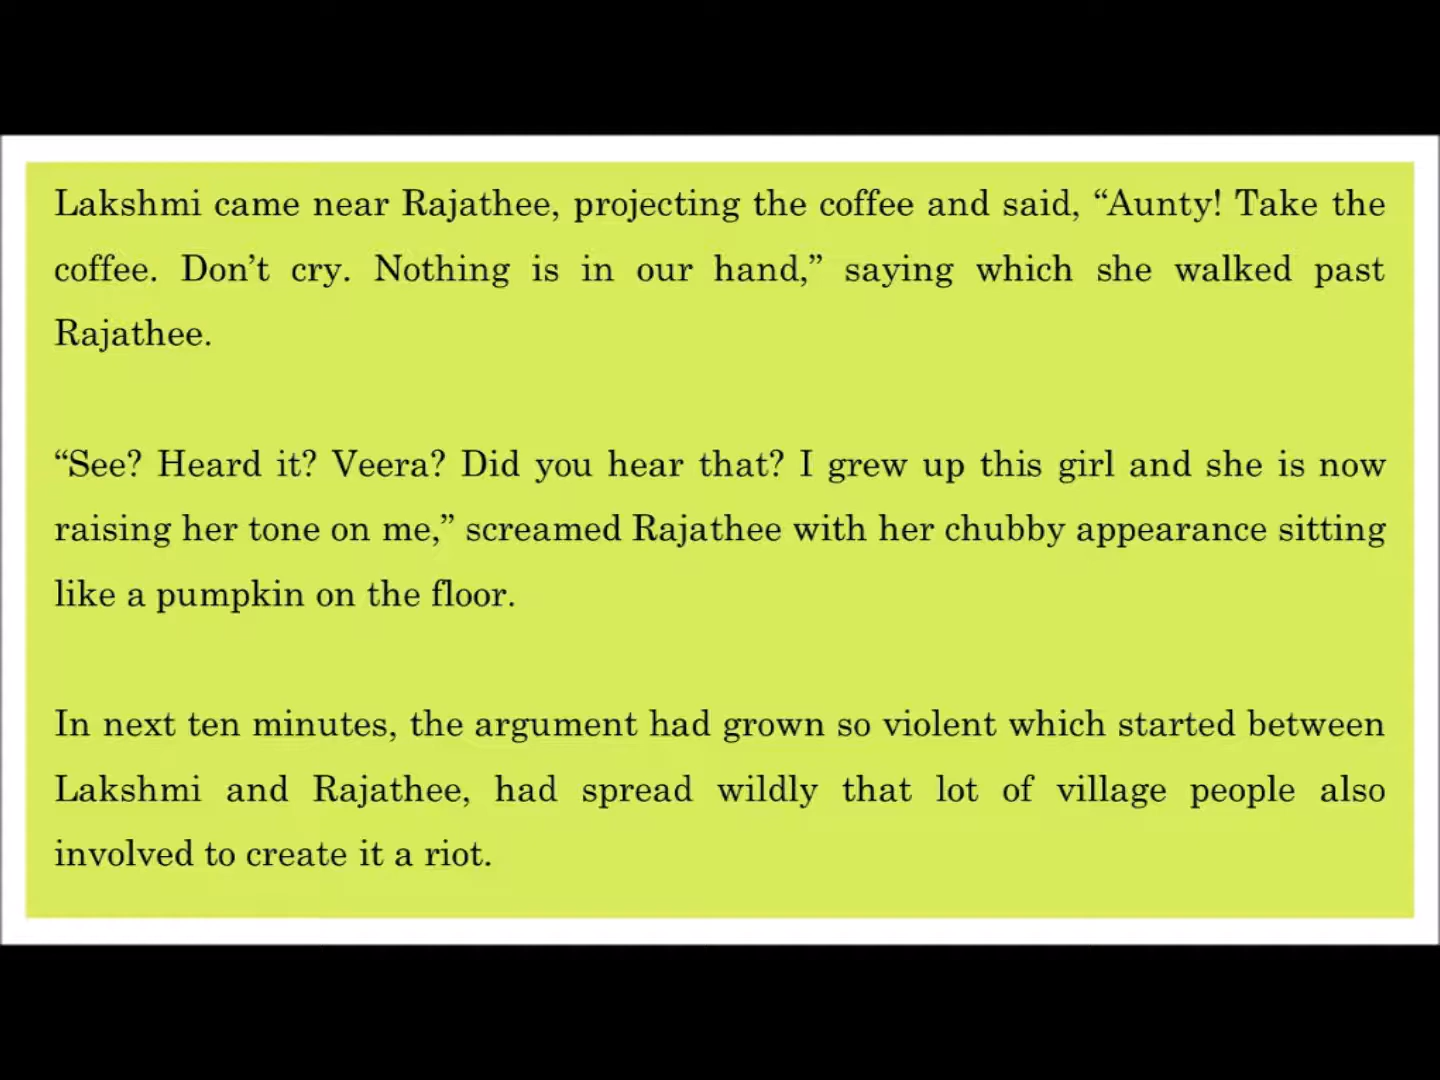 Lakshmi came near Rajathee, projecting the coffee and said, “Aunty! Take the
coffee. Don’t cry. Nothing is in our hand,” saying which she walked past
Rajathee.
“See? Heard it? Veera? Did you hear that? I grew up this girl and she is now
raising her tone on me,” screamed Rajathee with her chubby appearance sitting
like a pumpkin on the floor.
In next ten minutes, the argument had grown so violent which started between
Lakshmi and Rajathee, had spread wildly that lot of village people also
involved to create it a riot.